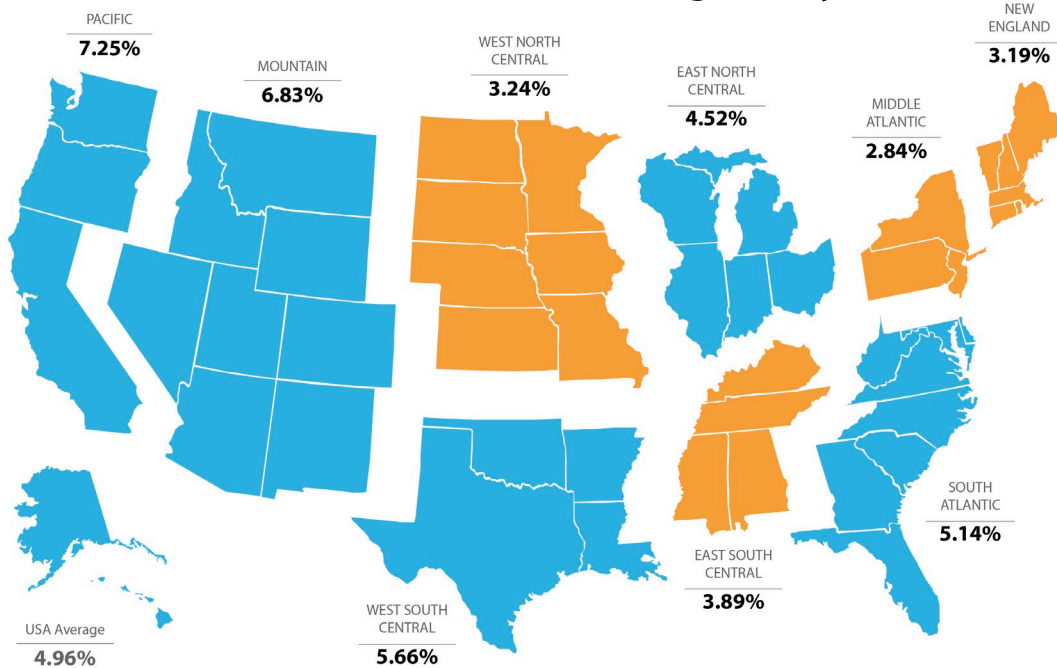 PACIFIC
7.25%
MOUNTAIN
6.83%
WEST NORTH
CENTRAL
3.24%
EAST NORTH
CENTRAL
4.52%
MIDDLE
ATLANTIC
2.84%
NEW
ENGLAND
3.19%
USA Average
4.96%
WEST SOUTH
CENTRAL
5.66%
EAST SOUTH
CENTRAL
3.89%
SOUTH
ATLANTIC
5.14%